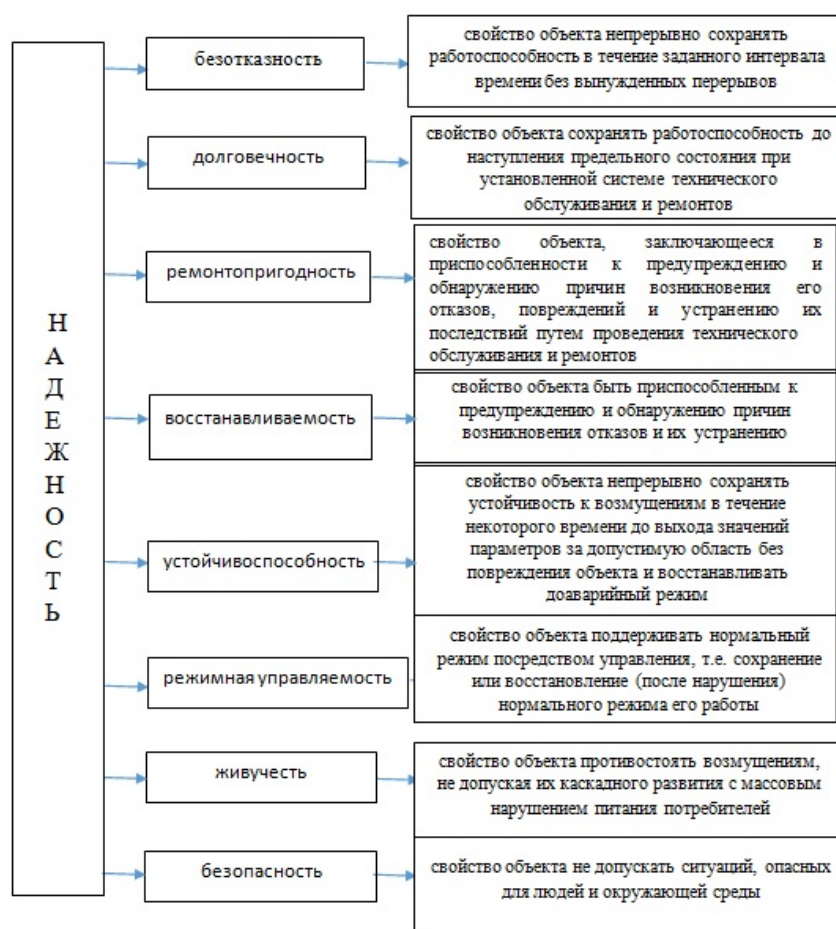 НАДЕЖНОСТЬ
безотказность
свойство объекта непрерывно сохранять
работоспособность в течение заданного интервала
времени без вынужденных перерывов
долговечность
свойство объекта сохранять работоспособность до
наступления предельного состояния при
установленной системе технического
обслуживания и ремонтов
ремонтопригодность
свойство объекта, заключающееся в
приспособленности к предупреждению и
обнаружению причин возникновения его
отказов, повреждений и устранению их
последствий путем проведения технического
обслуживания и ремонтов
восстанавливаемость
свойство объекта быть приспособленным к
предупреждению и обнаружению причин
возникновения отказов и их устранению
устойчивоспособность
свойство объекта непрерывно сохранять
устойчивость к возмущениям в течение
некоторого времени до выхода значений
параметров за допустимую область без
повреждения объекта и восстанавливать
доаварийный режим
режимная управляемость
свойство объекта поддерживать нормальный
режим посредством управления, т.е. сохранение
или восстановление (после нарушения)
нормального режима его работы
живучесть
свойство объекта противостоять возмущениям,
не допуская их каскадного развития с массовым
нарушением питания потребителей
безопасность
свойство объекта не допускать ситуаций, опасных
для людей и окружающей среды